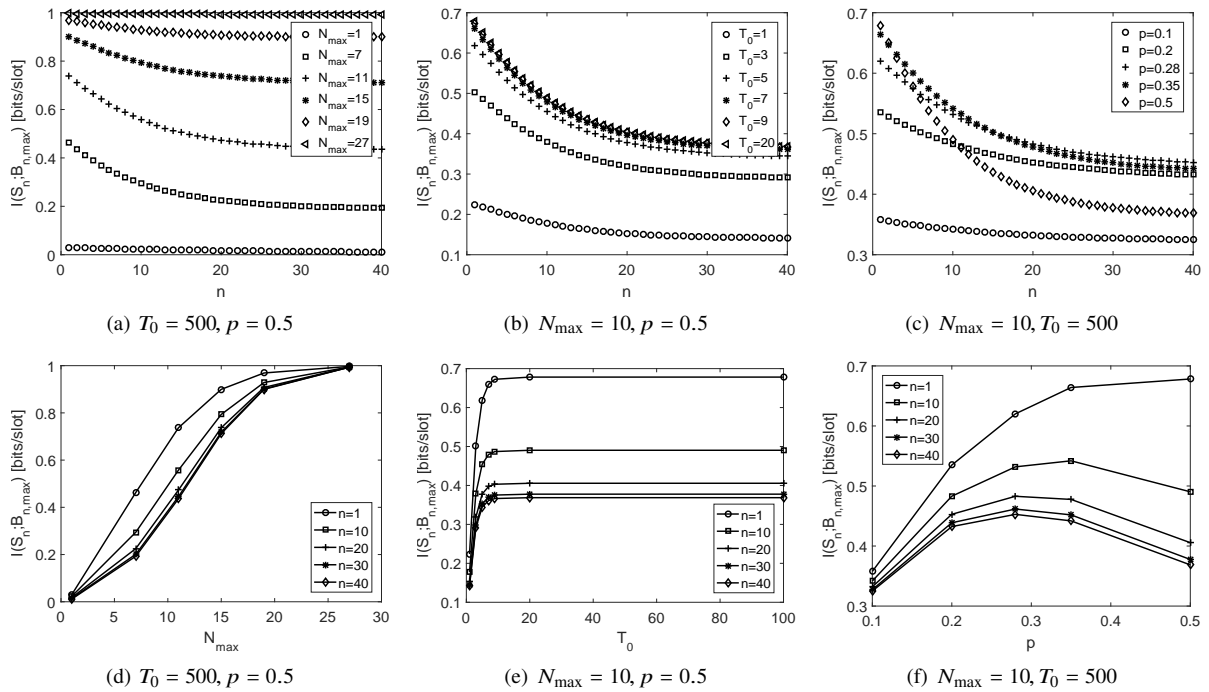 I(S_n;B_{n,max}) [bits/slot]
1
0.8
0.6
0.4
0.2
0
0 10 20 30 40
n
N_max=1
N_max=7
N_max=11
N_max=15
N_max=19
N_max=27
(a) T_0 = 500, p = 0.5
I(S_n;B_{n,max}) [bits/slot]
0.7
0.6
0.5
0.4
0.3
0.2
0.1
0 10 20 30 40
n
T_0=1
T_0=3
T_0=5
T_0=7
T_0=9
T_0=20
(b) N_max = 10, p = 0.5
I(S_n;B_{n,max}) [bits/slot]
0.7
0.6
0.5
0.4
0.3
0 10 20 30 40
n
p=0.1
p=0.2
p=0.28
p=0.35
p=0.5
(c) N_max = 10, T_0 = 500
I(S_n;B_{n,max}) [bits/slot]
1
0.8
0.6
0.4
0.2
0
0 5 10 15 20 25 30
N_max
n=1
n=10
n=20
n=30
n=40
(d) T_0 = 500, p = 0.5
I(S_n;B_{n,max}) [bits/slot]
0.7
0.6
0.5
0.4
0.3
0.2
0.1
0 20 40 60 80 100
T_0
n=1
n=10
n=20
n=30
n=40
(e) N_max = 10, p = 0.5
I(S_n;B_{n,max}) [bits/slot]
0.7
0.6
0.5
0.4
0.3
0.1 0.2 0.3 0.4 0.5
p
n=1
n=10
n=20
n=30
n=40
(f) N_max = 10, T_0 = 500